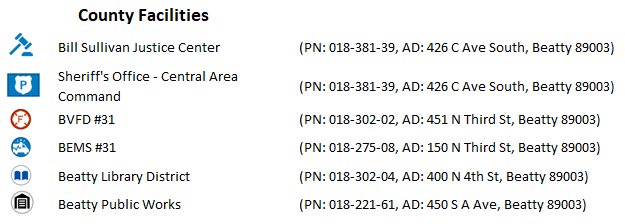 County Facilities
Bill Sullivan Justice Center (PN: 018-381-39, AD: 426 C Ave South, Beatty 89003)
P
Sheriff's Office - Central Area (PN: 018-381-39, AD: 426 C Ave South, Beatty 89003)
Command
F
BVFD #31 (PN: 018-302-02, AD: 451 N Third St, Beatty 89003)
BEMS #31 (PN: 018-275-08, AD: 150 N Third St, Beatty 89003)
Beatty Library District (PN: 018-302-04, AD: 400 N 4th St, Beatty 89003)
Beatty Public Works (PN: 018-221-61, AD: 450 S A Ave, Beatty 89003)